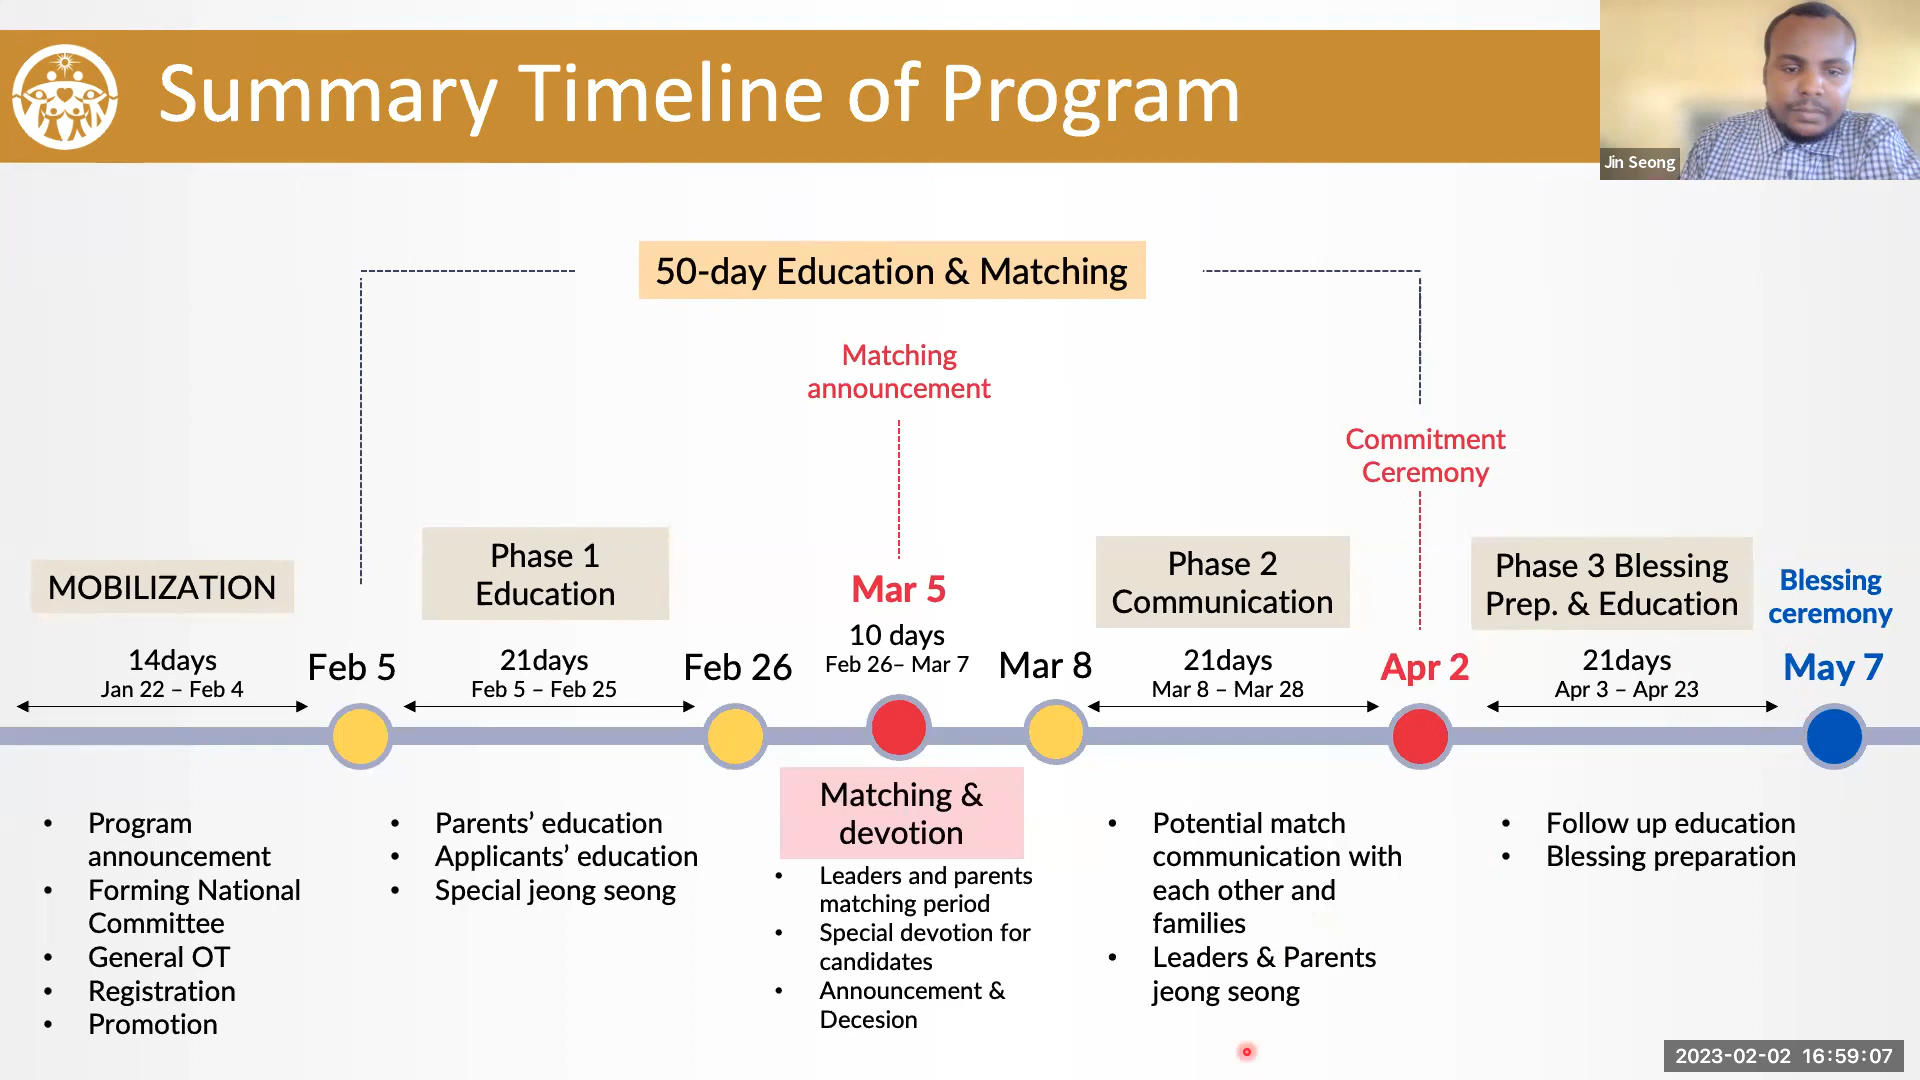 Summary Timeline of Program
Jin Seong
50-day Education & Matching
Matching
announcement
Commitment
Ceremony
MOBILIZATION
14days
Jan 22 – Feb 4
Feb 5
Phase 1
Education
21days
Feb 5 – Feb 25
Feb 26
Mar 5
10 days
Feb 26– Mar 7
Mar 8
Phase 2
Communication
21days
Mar 8 – Mar 28
Apr 2
Phase 3 Blessing
Prep. & Education
21days
Apr 3 – Apr 23
Blessing
ceremony
May 7
• Program
announcement
• Forming National
Committee
• General OT
• Registration
• Promotion
• Parents’ education
• Applicants’ education
• Special jeong seong
Matching &
devotion
• Leaders and parents
matching period
• Special devotion for
candidates
• Announcement &
Decesion
• Potential match
communication with
each other and
families
• Leaders & Parents
jeong seong
• Follow up education
• Blessing preparation
2023-02-02 16:59:07